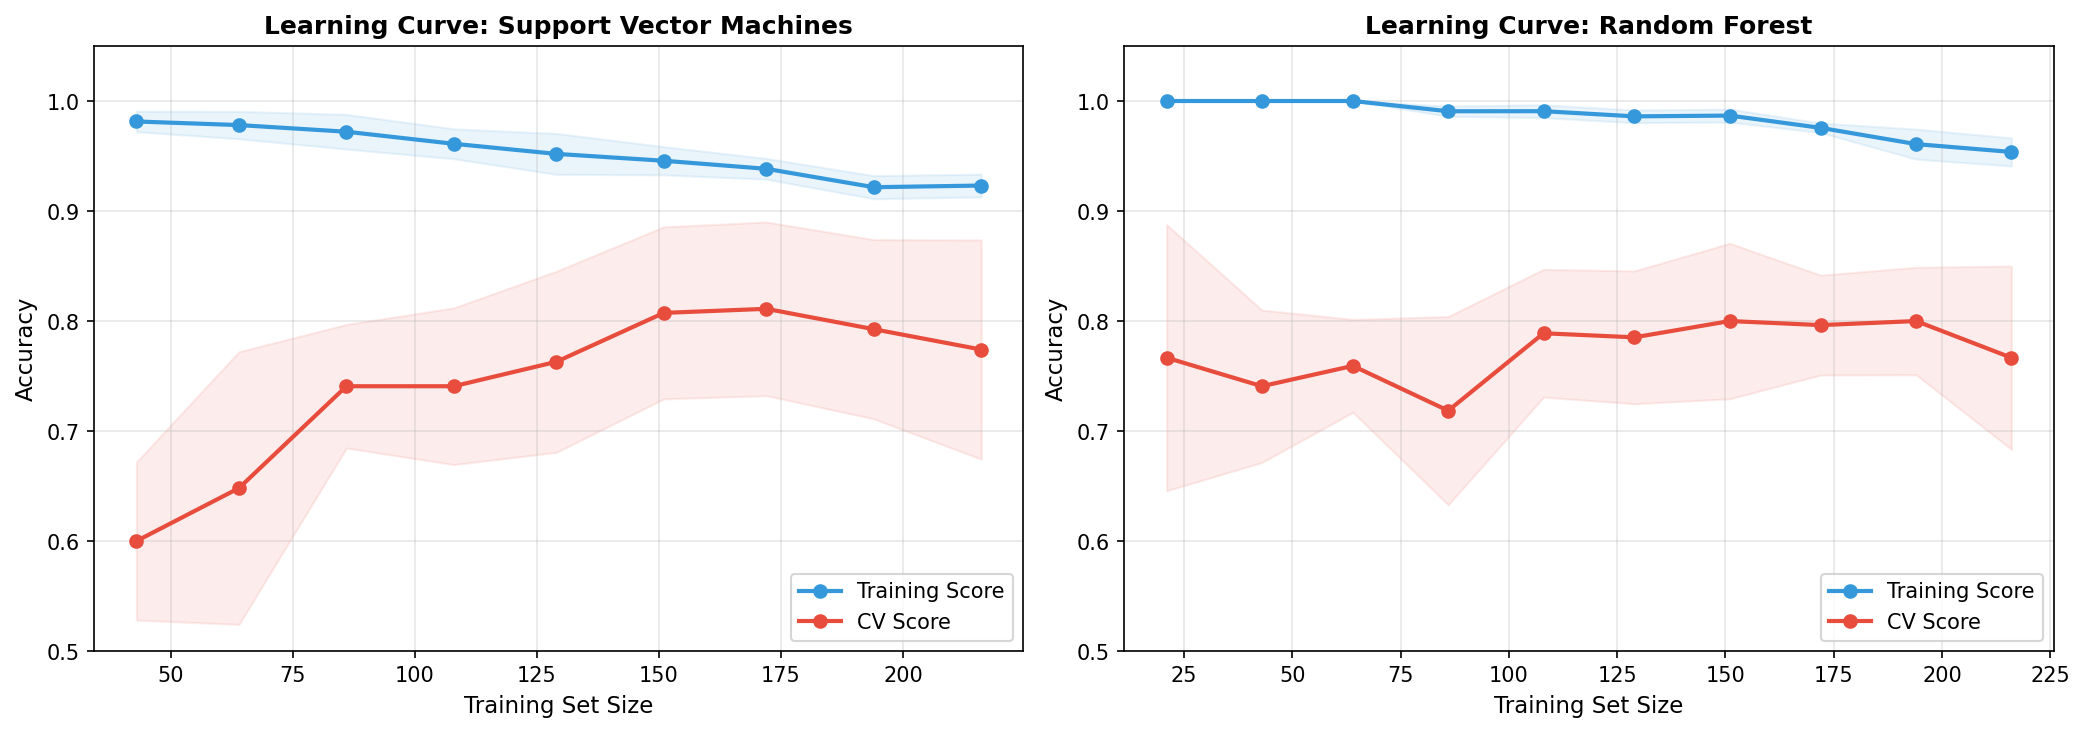 Learning Curve: Support Vector Machines
Accuracy
1.0
0.9
0.8
0.7
0.6
0.5
50 75 100 125 150 175 200
Training Set Size
Training Score
CV Score
Learning Curve: Random Forest
Accuracy
1.0
0.9
0.8
0.7
0.6
0.5
25 50 75 100 125 150 175 200 225
Training Set Size
Training Score
CV Score